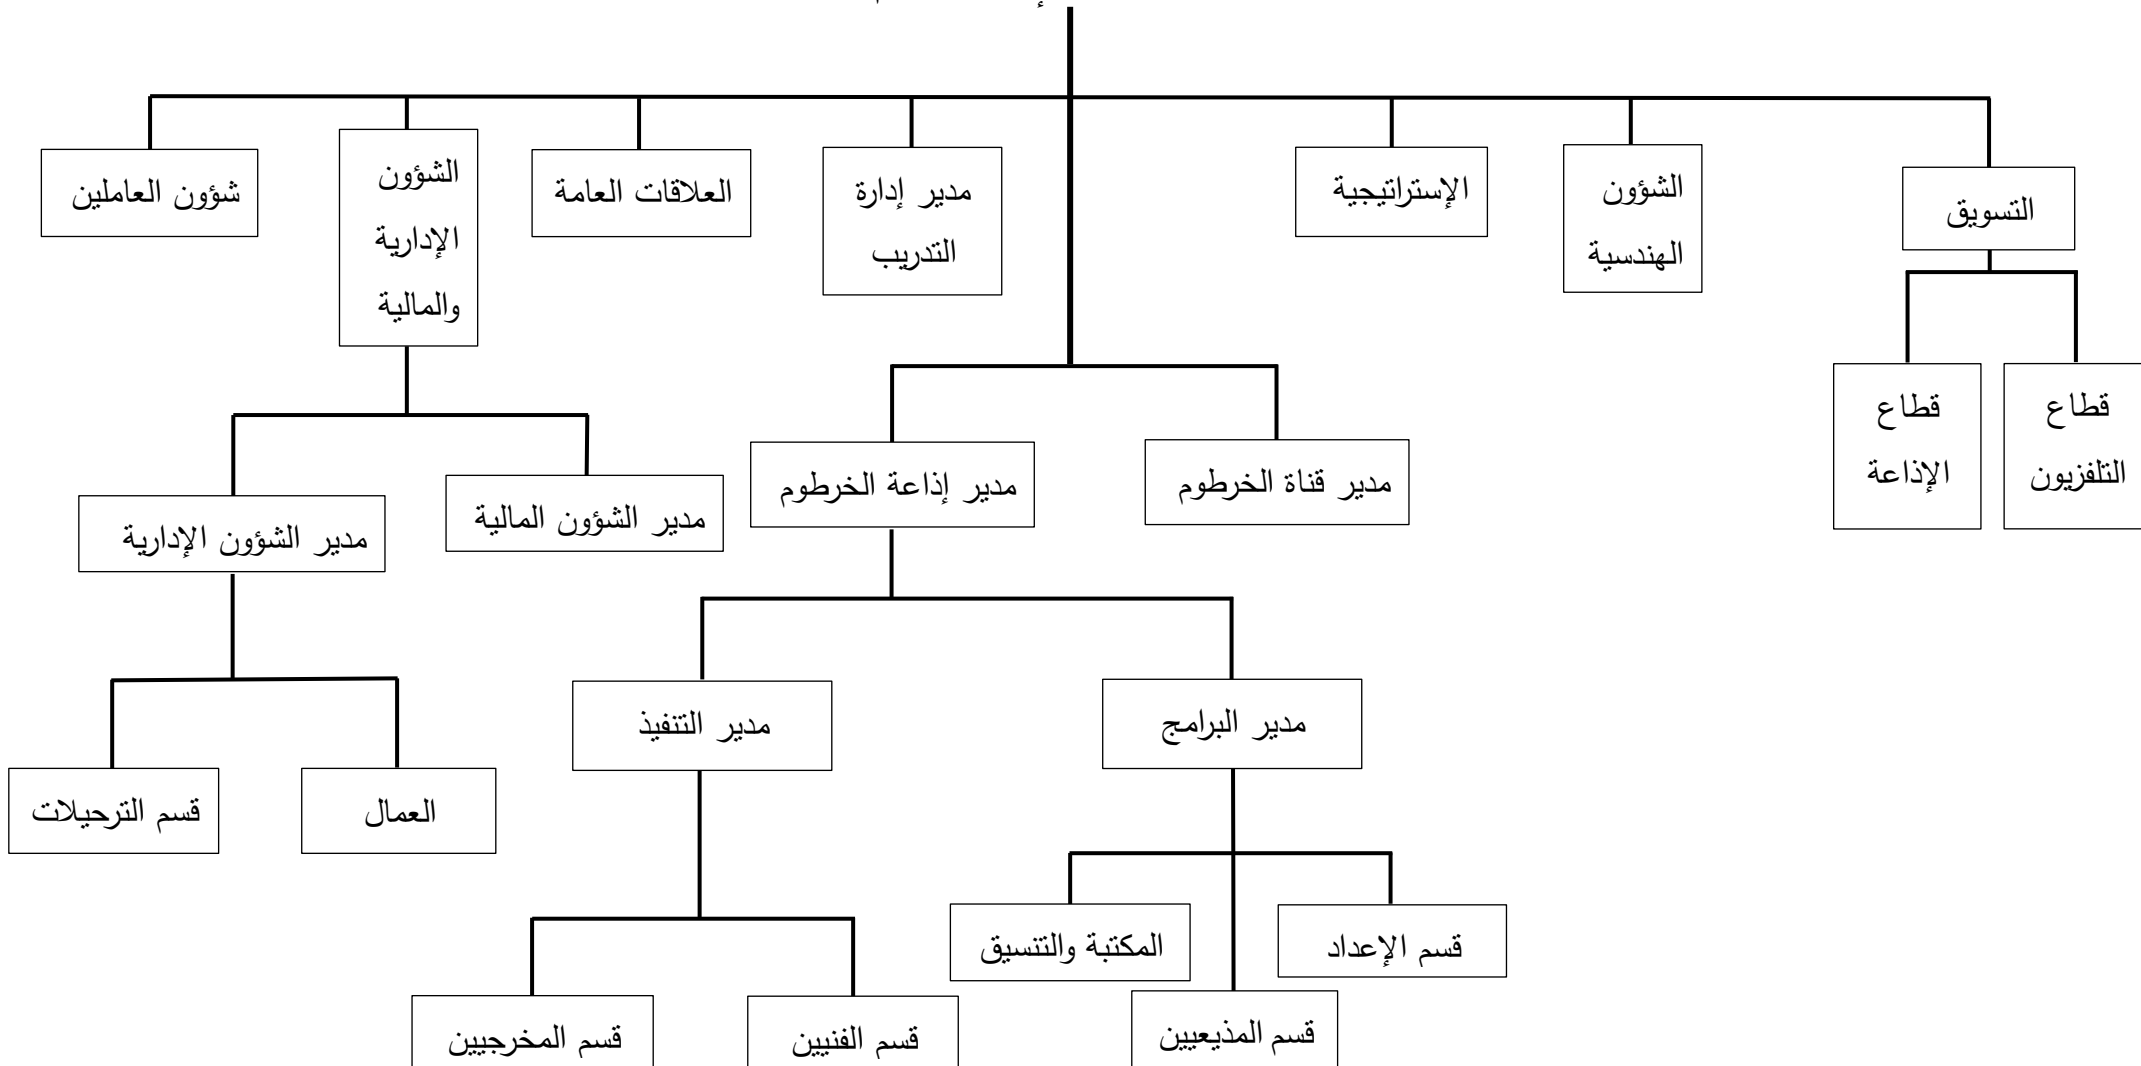 التسويق
الشؤون
الهندسية
الإستراتيجية
مدير إدارة
التدريب
العلاقات العامة
الشؤون
الإدارية
والمالية
شؤون العاملين
قطاع
التلفزيون
قطاع
الإذاعة
مدير قناة الخرطوم
مدير إذاعة الخرطوم
مدير الشؤون المالية
مدير الشؤون الإدارية
مدير البرامج
مدير التنفيذ
العمال
قسم الترحيلات
قسم الإعداد
المكتبة والتنسيق
قسم المذيعيين
قسم الفنيين
قسم المخرجيين